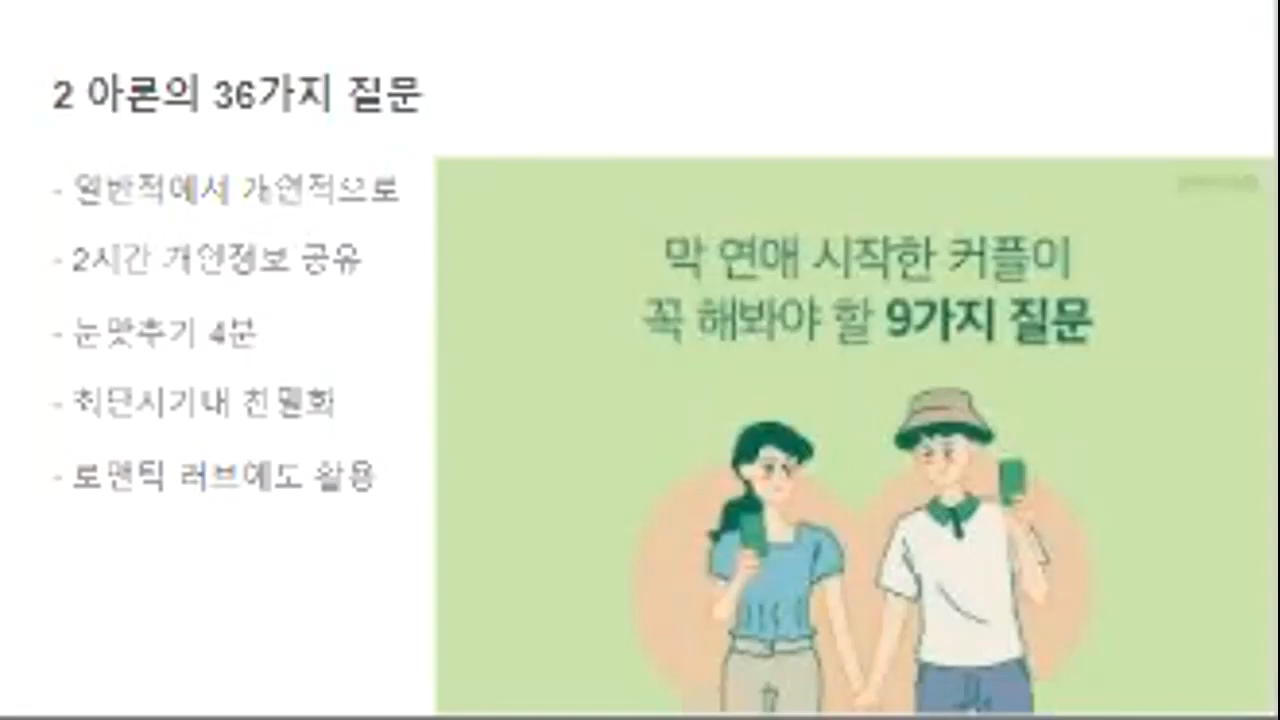 2 아론의 36가지 질문
- 일반적에서 개인적으로
- 2시간 개인정보 공유
- 눈맞추기 4분
- 최단시기내 친밀화
- 로맨틱 러브에도 활용
막 연애 시작한 커플이
꼭 해봐야 할 9가지 질문